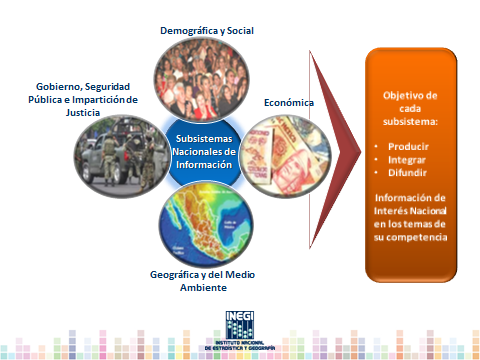 Demográfica y Social
Gobierno, Seguridad
Pública e Impartición de
Justicia
Económica
Subsistemas
Nacionales de
Información
Geográfica y del Medio
Ambiente
Objetivo de
cada
subsistema:
• Producir
• Integrar
• Difundir
Información de
Interés Nacional
en los temas de
su competencia
INEGI
INSTITUTO NACIONAL
DE ESTADÍSTICA Y GEOGRAFÍA